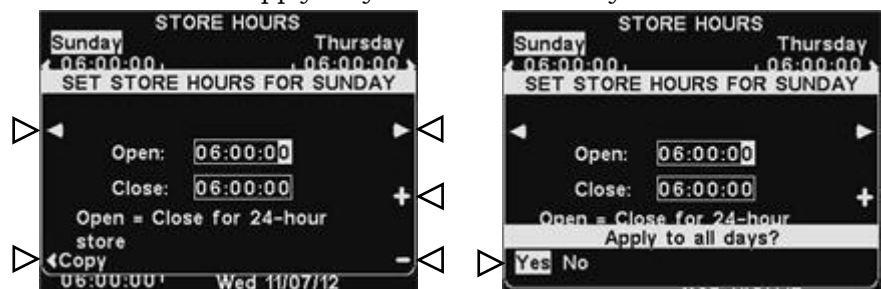 STORE HOURS
Sunday Thursday
06:00:00 06:00:00
SET STORE HOURS FOR SUNDAY
Open: 06:00:00
Close: 06:00:00
Open = Close for 24-hour
store
Copy
06:00:00 Wed 11/07/12
STORE HOURS
Sunday Thursday
06:00:00 06:00:00
SET STORE HOURS FOR SUNDAY
Open: 06:00:00
Close: 06:00:00
Open = Close for 24-hour
Apply to all days?
Yes No